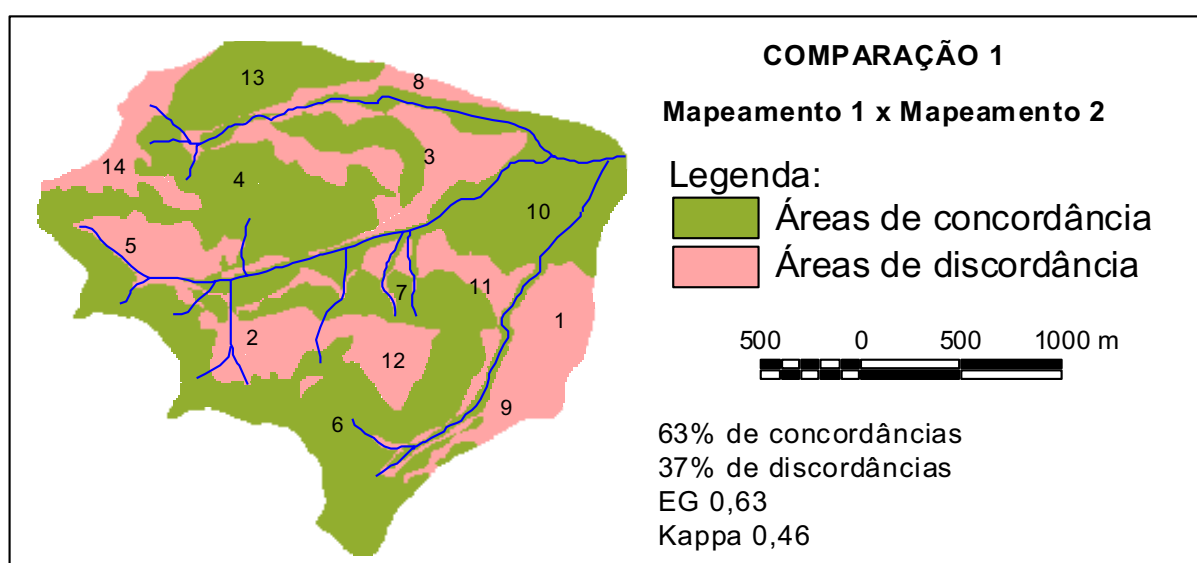 COMPARAÇÃO 1
Mapeamento 1 x Mapeamento 2
Legenda:
Áreas de concordância
Áreas de discordância
500 0 500 1000 m
63% de concordâncias
37% de discordâncias
EG 0,63
Kappa 0,46
13
8
3
14
4
10
5
11
7
1
2
12
9
6